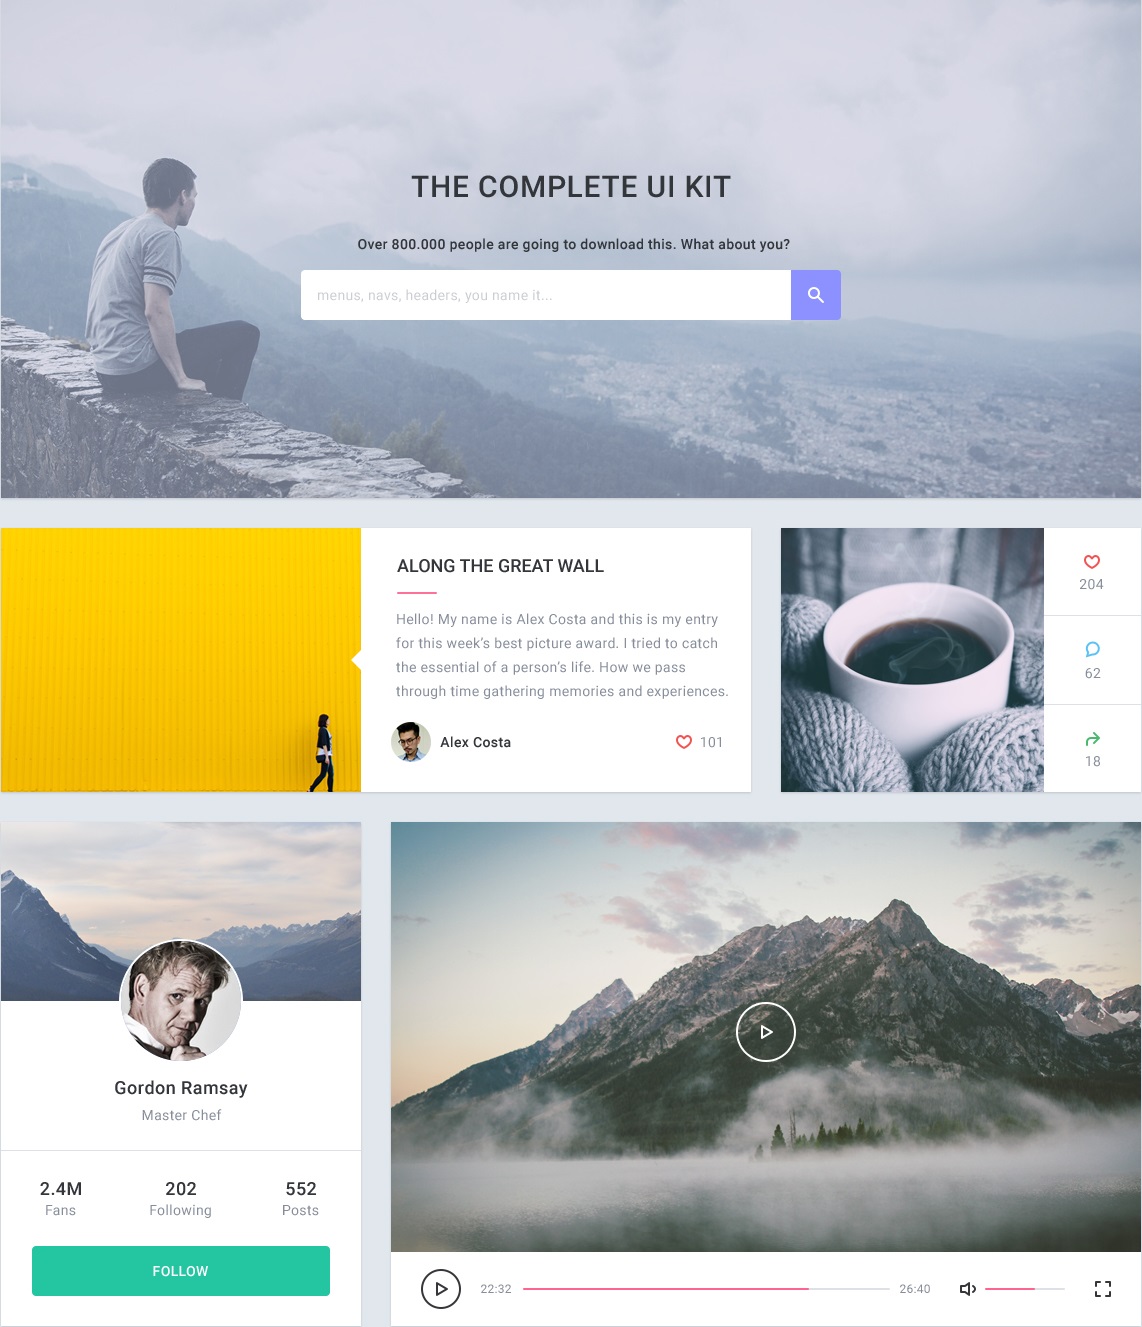 THE COMPLETE UI KIT
Over 800.000 people are going to download this. What about you?
menus, navs, headers, you name it...
ALONG THE GREAT WALL
Hello! My name is Alex Costa and this is my entry
for this week’s best picture award. I tried to catch
the essential of a person’s life. How we pass
through time gathering memories and experiences.
Alex Costa
101
204
62
18
Gordon Ramsay
Master Chef
2.4M
Fans
202
Following
552
Posts
FOLLOW
22:32
26:40